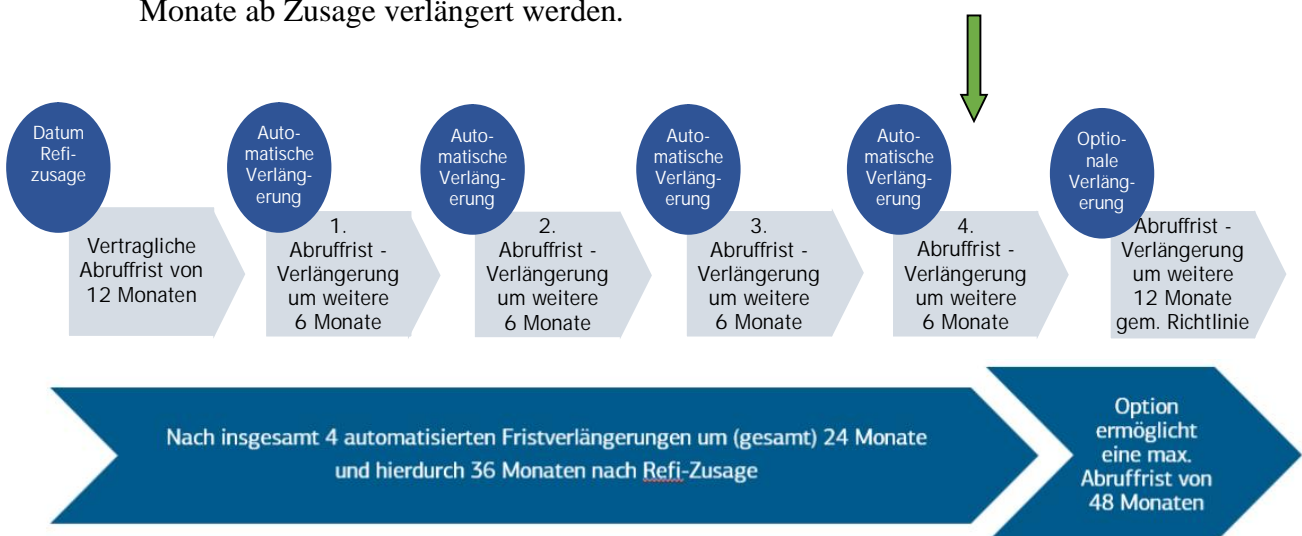 Monate ab Zusage verlängert werden.
Datum
Refi-
zusage
Auto-
matische
Verläng-
erung
Auto-
matische
Verläng-
erung
Auto-
matische
Verläng-
erung
Auto-
matische
Verläng-
erung
Optio-
nale
Verläng-
erung
Vertragliche
Abruffrist von
12 Monaten
1.
Abruffrist -
Verlängerung
um weitere
6 Monate
2.
Abruffrist -
Verlängerung
um weitere
6 Monate
3.
Abruffrist -
Verlängerung
um weitere
6 Monate
4.
Abruffrist -
Verlängerung
um weitere
6 Monate
Abruffrist -
Verlängerung
um weitere
12 Monate
gem. Richtlinie
Nach insgesamt 4 automatisierten Fristverlängerungen um (gesamt) 24 Monate
und hierdurch 36 Monaten nach Refi-Zusage
Option
ermöglicht
eine max.
Abruffrist von
48 Monaten